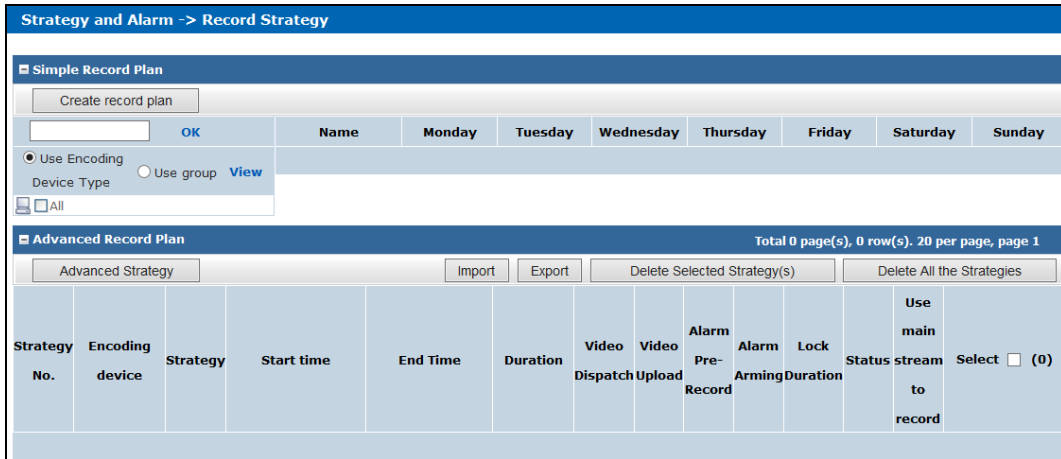 Strategy and Alarm -> Record Strategy
Simple Record Plan
Create record plan
OK Name Monday Tuesday Wednesday Thursday Friday Saturday Sunday
Use Encoding Device Type Use group View
All
Advanced Record Plan Total 0 page(s), 0 row(s). 20 per page, page 1
Advanced Strategy Import Export Delete Selected Strategy(s) Delete All the Strategies
Strategy No. Encoding device Strategy Start time End Time Duration Video Dispatch Video Upload Alarm Pre-Record Alarm Arming Lock Duration Status Use main stream to record Select (0)